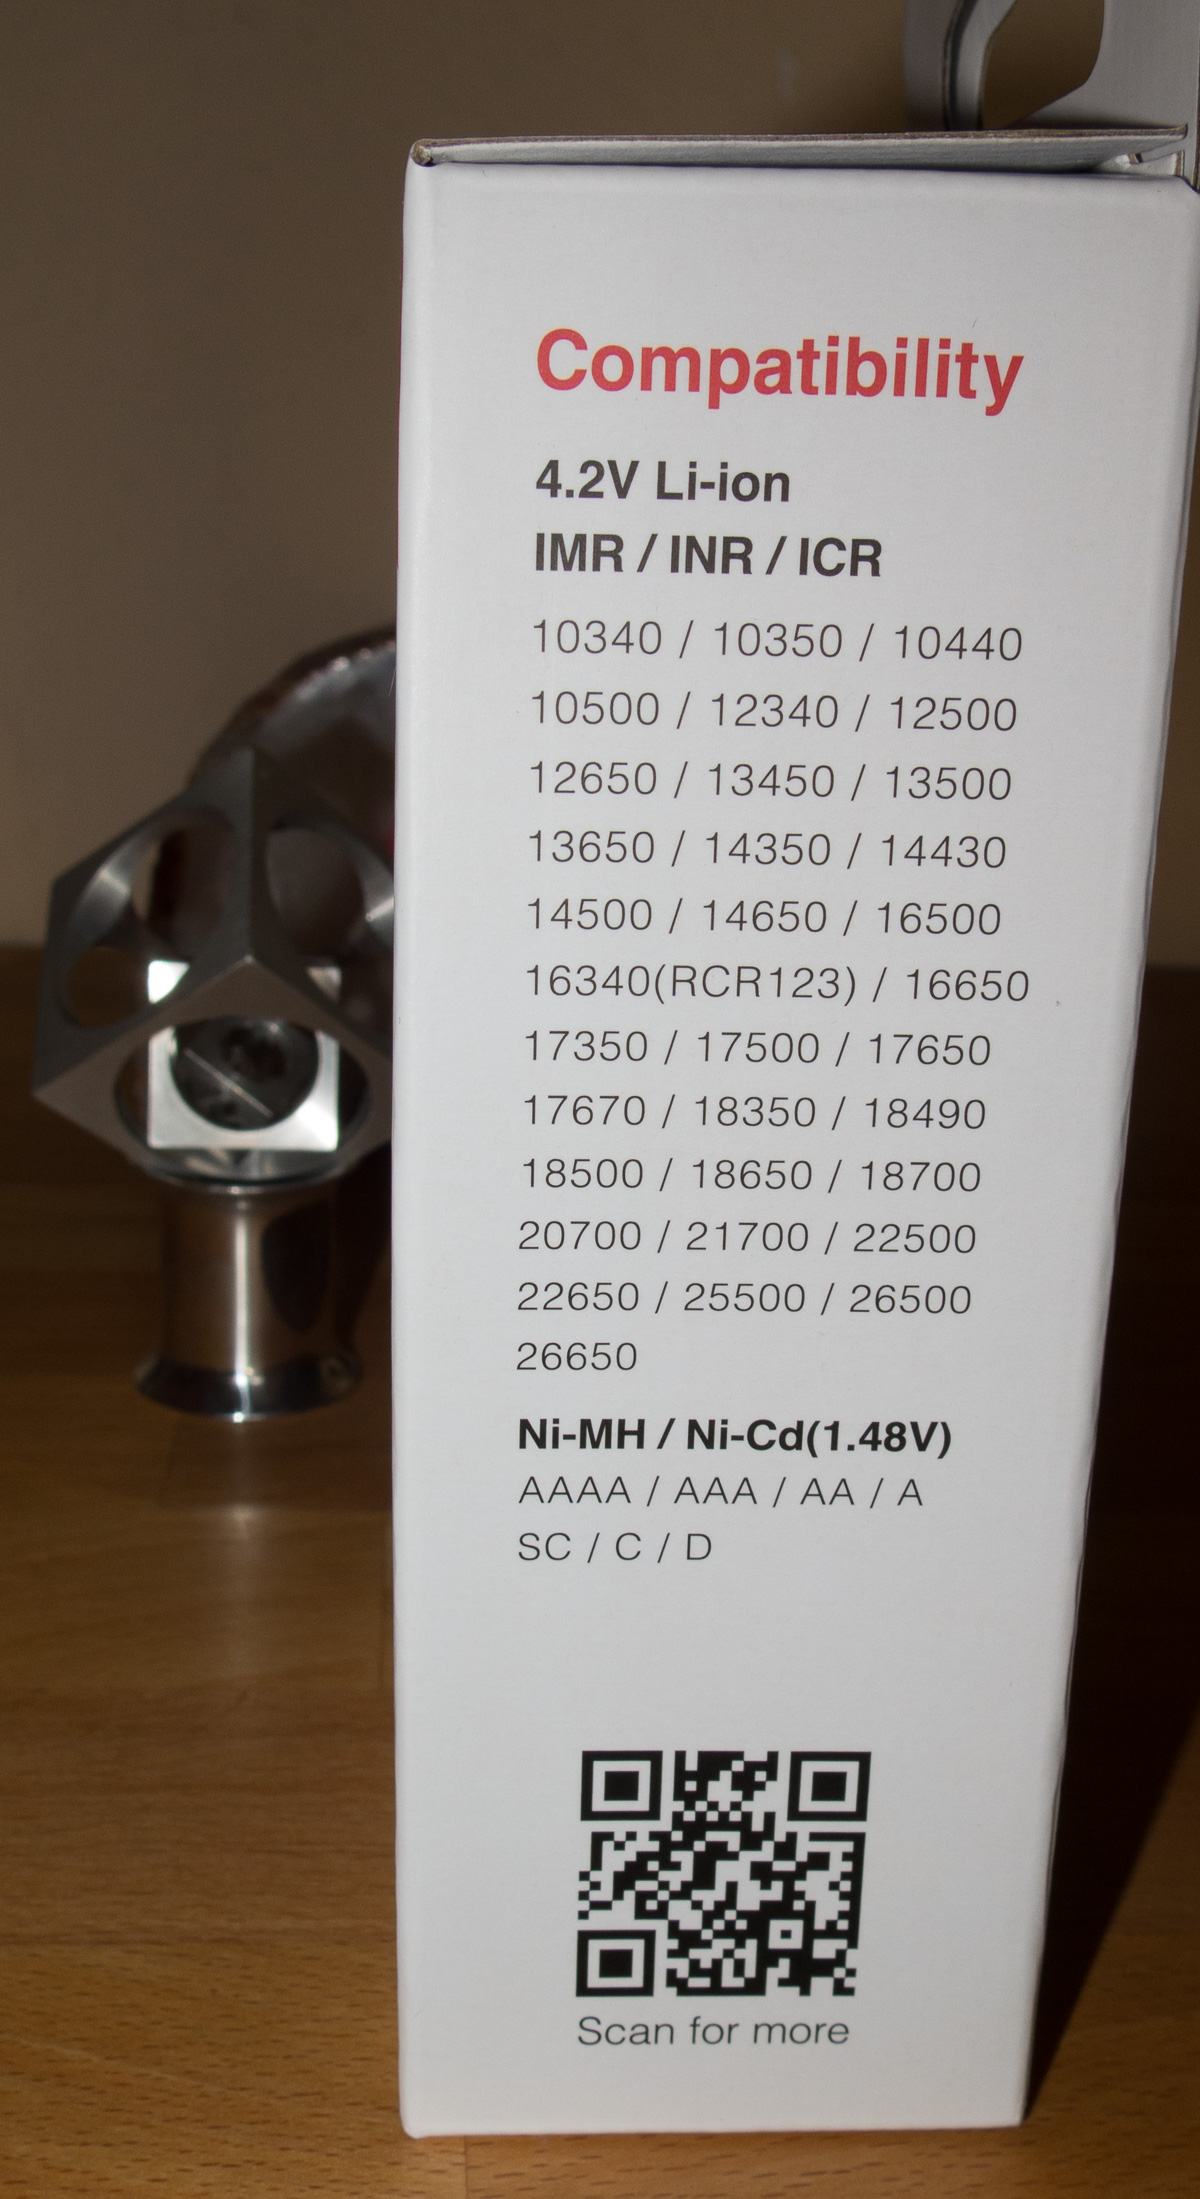 Compatibility
4.2V Li-ion
IMR / INR / ICR
10340 / 10350 / 10440
10500 / 12340 / 12500
12650 / 13450 / 13500
13650 / 14350 / 14430
14500 / 14650 / 16500
16340(RCR123) / 16650
17350 / 17500 / 17650
17670 / 18350 / 18490
18500 / 18650 / 18700
20700 / 21700 / 22500
22650 / 25500 / 26500
26650
Ni-MH / Ni-Cd(1.48V)
AAAA / AAA / AA / A
SC / C / D
Scan for more